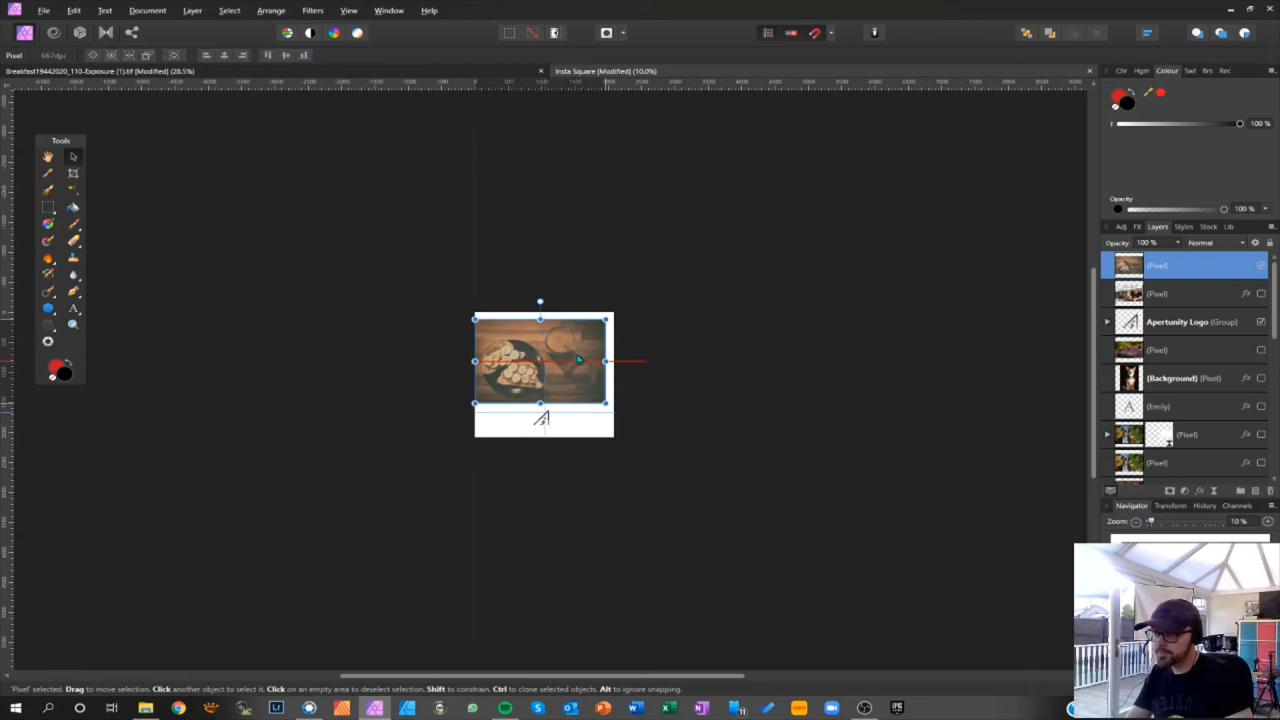 File Edit Text Document Layer Select Arrange Filters View Window Help
Pixel 667dpi
Breakfast19442020_110-Exposure (1).tif [Modified] (28.5%)
Insta Square [Modified] (10.0%)
Chr Hgm Colour Swt Brs Rec
100 %
Tools
Opacity
100 %
Adj FX Layers Styles Stock Lib
Opacity: 100 % Normal
(Pixel)
(Pixel)
Apertunity Logo (Group)
(Pixel)
(Background) (Pixel)
(Emily)
(Pixel)
(Pixel)
Navigator Transform History Channels
Zoom: 10 %
'Pixel' selected. Drag to move selection. Click another object to select it. Click on an empty area to deselect selection. Shift to constrain. Ctrl to clone selected objects. Alt to ignore snapping.